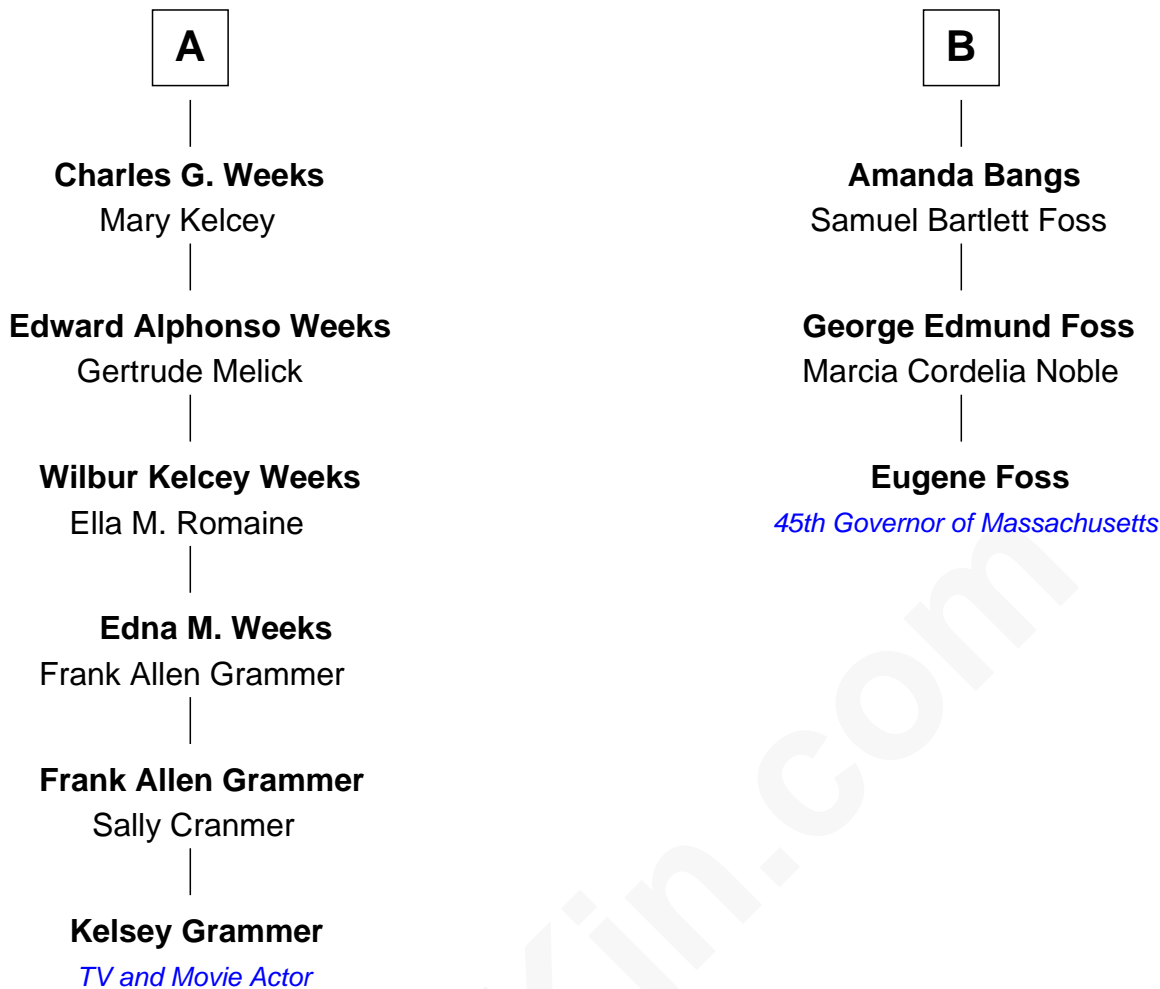 A
Charles G. Weeks
Mary Kelcey
Edward Alphonso Weeks
Gertrude Melick
Wilbur Kelcey Weeks
Ella M. Romaine
Edna M. Weeks
Frank Allen Grammer
Frank Allen Grammer
Sally Cranmer
Kelsey Grammer
TV and Movie Actor
B
Amanda Bangs
Samuel Bartlett Foss
George Edmund Foss
Marcia Cordelia Noble
Eugene Foss
45th Governor of Massachusetts
Kin.com